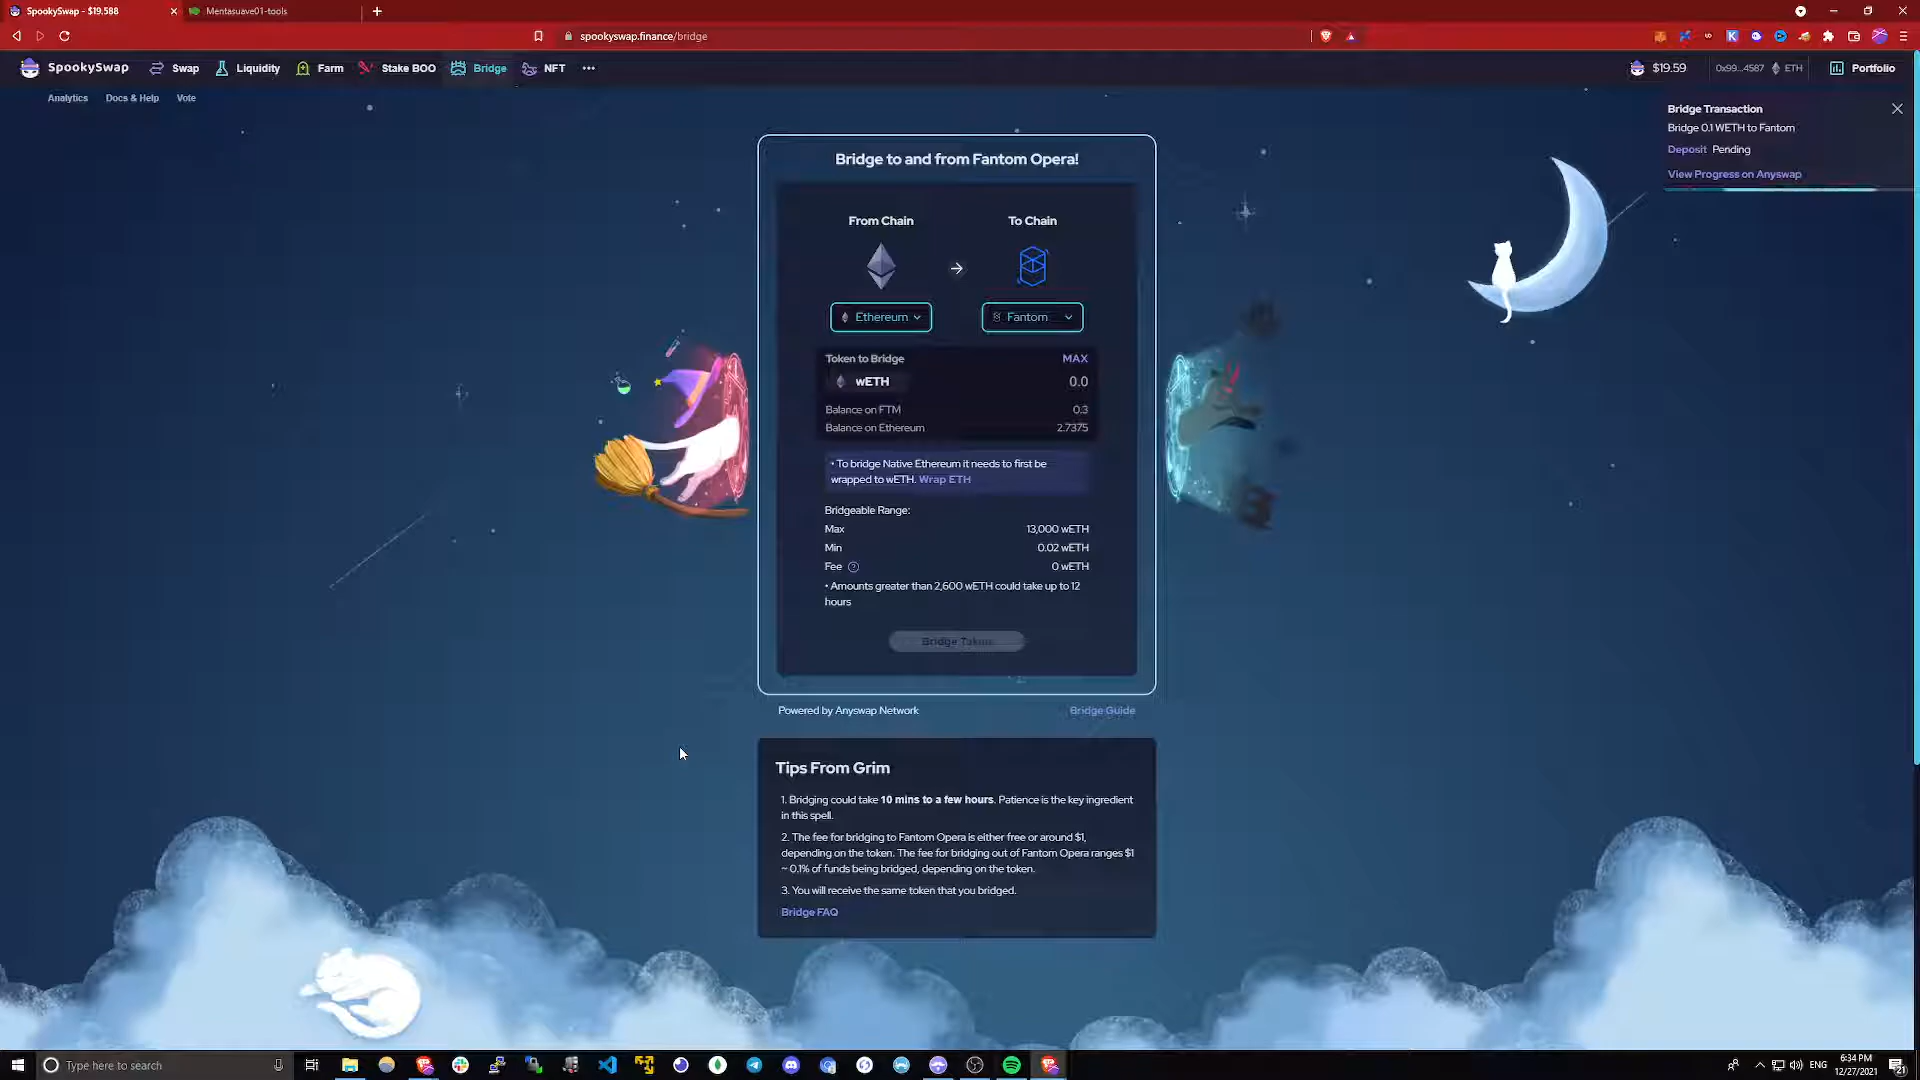 SpookySwap - $19.588
Mentasuave01-tools
spookyswap.finance/bridge
SpookySwap
Swap
Liquidity
Farm
Stake BOO
Bridge
NFT
$19.59
0x99...4587
ETH
Portfolio
Analytics
Docs & Help
Vote
Bridge Transaction
Bridge 0.1 WETH to Fantom
Deposit Pending
View Progress on Anyswap
Bridge to and from Fantom Opera!
From Chain
To Chain
Ethereum
Fantom
Token to Bridge
MAX
wETH
0.0
Balance on FTM
0.3
Balance on Ethereum
2.7375
• To bridge Native Ethereum it needs to first be
wrapped to wETH. Wrap ETH
Bridgeable Range:
Max
13,000 wETH
Min
0.02 wETH
Fee
0 wETH
• Amounts greater than 2,600 wETH could take up to 12
hours
Bridge Token
Powered by Anyswap Network
Bridge Guide
Tips From Grim
1. Bridging could take 10 mins to a few hours. Patience is the key ingredient
in this spell.
2. The fee for bridging to Fantom Opera is either free or around $1,
depending on the token. The fee for bridging out of Fantom Opera ranges $1
~ 0.1% of funds being bridged, depending on the token.
3. You will receive the same token that you bridged.
Bridge FAQ
Type here to search
ENG
6:34 PM
12/27/2021
21